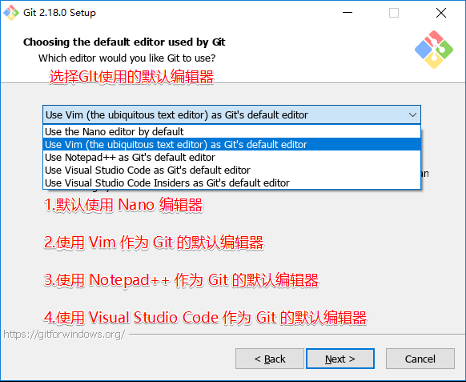 Git 2.18.0 Setup
Choosing the default editor used by Git
Which editor would you like Git to use?
选择GIt使用的默认编辑器
Use Vim (the ubiquitous text editor) as Git's default editor
Use the Nano editor by default
Use Vim (the ubiquitous text editor) as Git's default editor
Use Notepad++ as Git's default editor
Use Visual Studio Code as Git's default editor
Use Visual Studio Code Insiders as Git's default editor
1.默认使用 Nano 编辑器
2.使用 Vim 作为 Git 的默认编辑器
3.使用 Notepad++ 作为 Git 的默认编辑器
4.使用 Visual Studio Code 作为 Git 的默认编辑器
https://gitforwindows.org/
< Back
Next >
Cancel